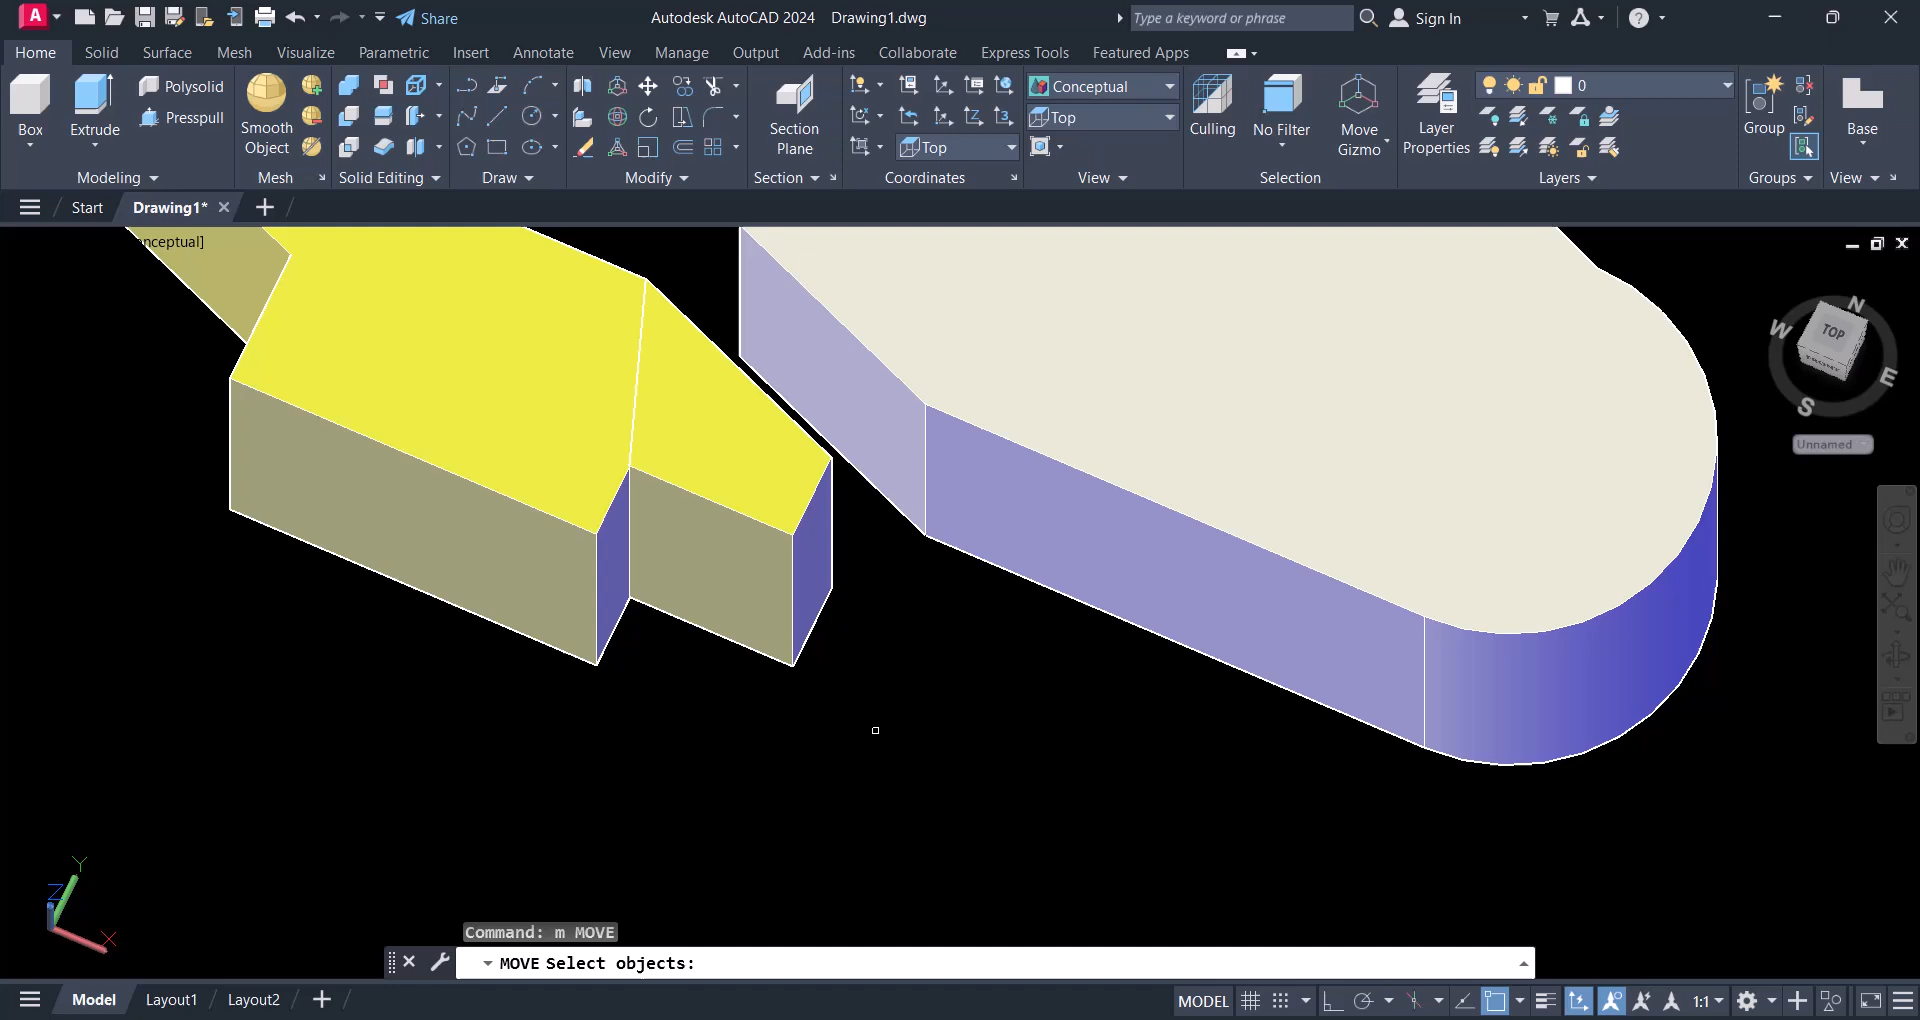 A Share Autodesk AutoCAD 2024 Drawing1.dwg Type a keyword or phrase Sign In ?
Home Solid Surface Mesh Visualize Parametric Insert Annotate View Manage Output Add-ins Collaborate Express Tools Featured Apps
Box Extrude Polysolid Presspull
Smooth Object
Section Plane
Top
Conceptual
Top
Culling No Filter Move Gizmo
Layer Properties
0
Group
Base
Modeling Mesh Solid Editing Draw Modify Section Coordinates View Selection Layers Groups View
Start Drawing1*
nceptual]
N
W TOP
FRONT E
S
Unnamed
Y
Z
X
Command: m MOVE
MOVE Select objects:
Model Layout1 Layout2 MODEL 1:1